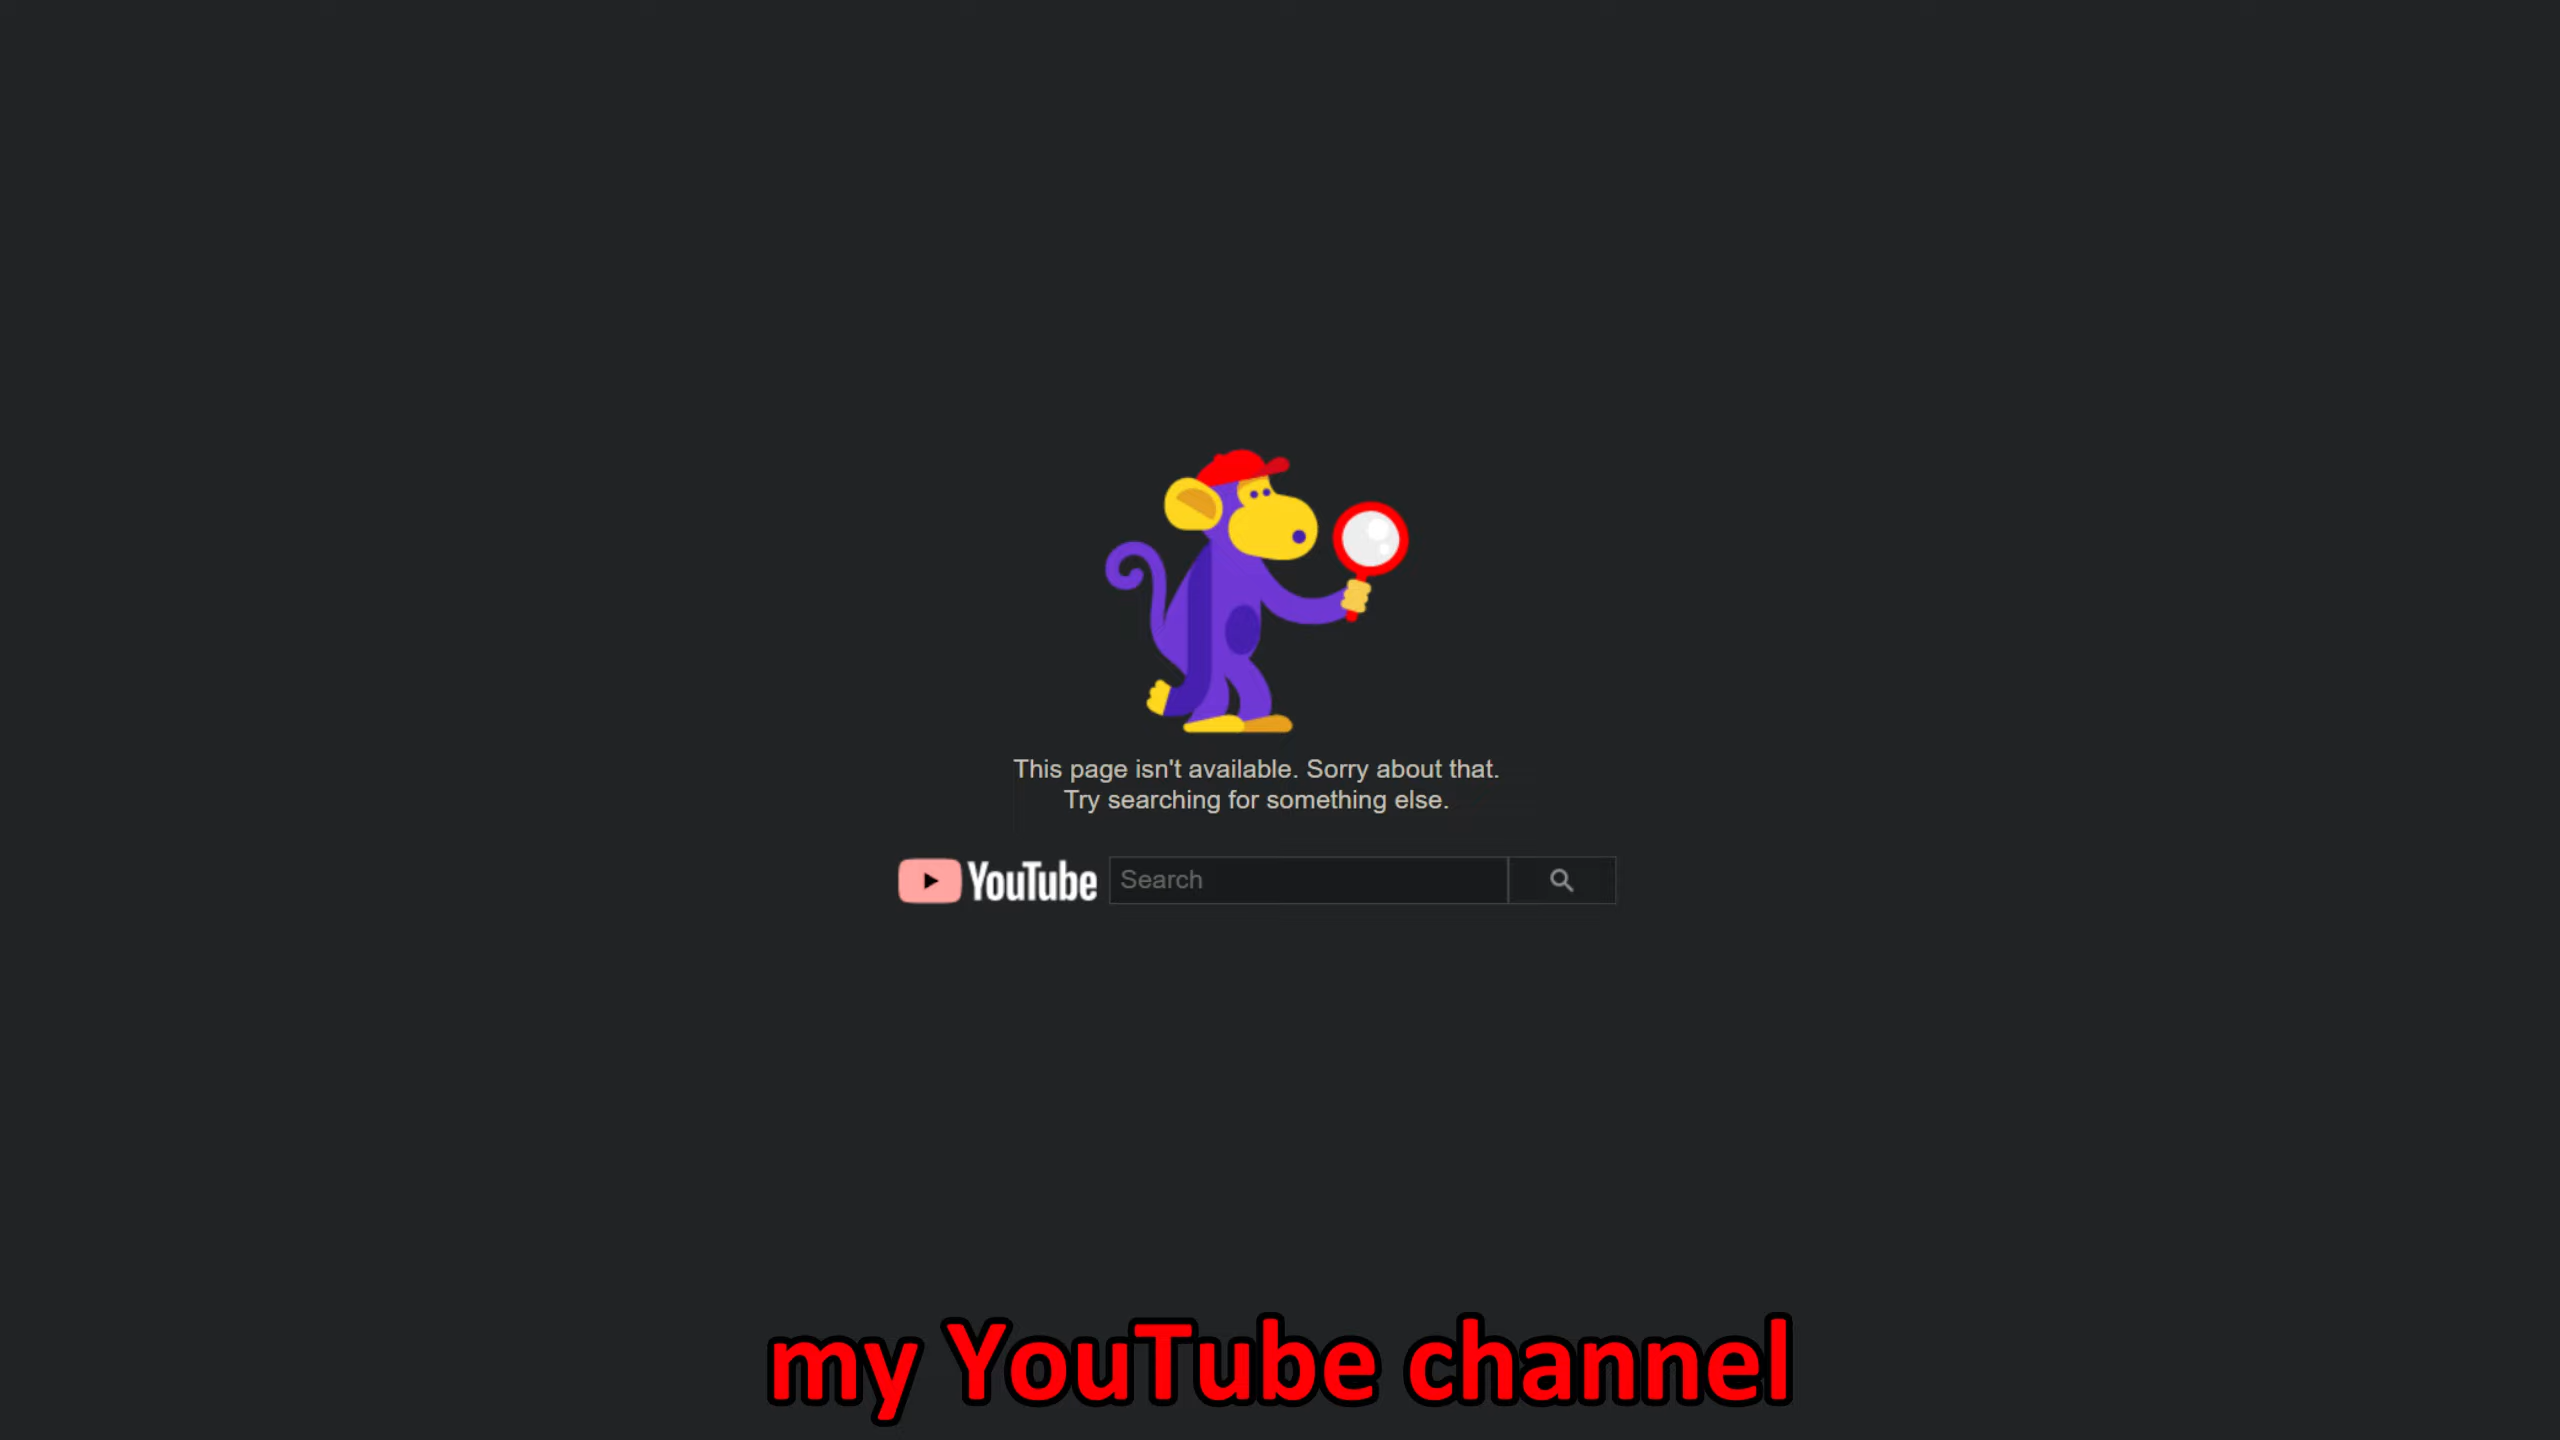 This page isn't available. Sorry about that.
Try searching for something else.
YouTube Search
my YouTube channel